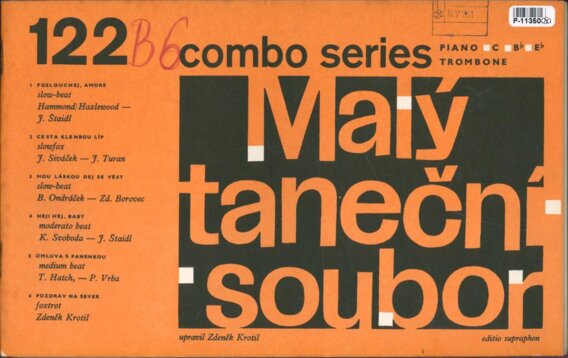 122 B6 combo series
PIANO C B♭ E♭
TROMBONE
P-11350
1 POSLOUCHEJ, AMORE
slow-beat
Hammond/Hazlewood —
J. Štaidl
2 CESTA KLENBOU LÍP
slowfox
J. Siváček — J. Turan
3 MOU LÁSKOU DEJ SE VÉST
slow-beat
B. Ondráček — Zd. Borovec
4 HEJ! HEJ, BABY
moderato beat
K. Svoboda — J. Štaidl
5 ÚMLUVA S PANENKOU
medium beat
T. Hatch, — P. Vrba
6 POZDRAV NA SEVER
foxtrot
Zdeněk Krotil
Malý
taneční
soubor
upravil Zdeněk Krotil
editio supraphon